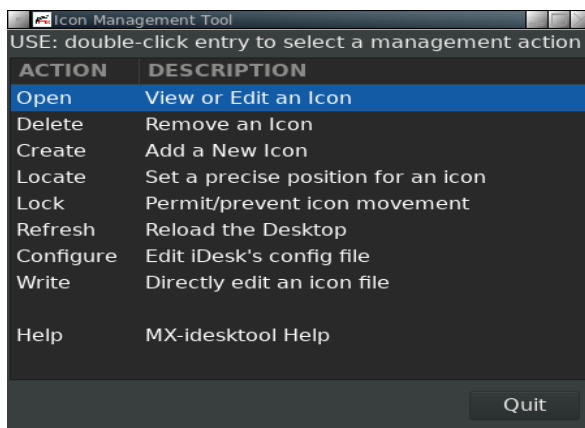 Icon Management Tool
USE: double-click entry to select a management action
ACTION DESCRIPTION
Open View or Edit an Icon
Delete Remove an Icon
Create Add a New Icon
Locate Set a precise position for an icon
Lock Permit/prevent icon movement
Refresh Reload the Desktop
Configure Edit iDesk's config file
Write Directly edit an icon file
Help MX-idesktool Help
Quit